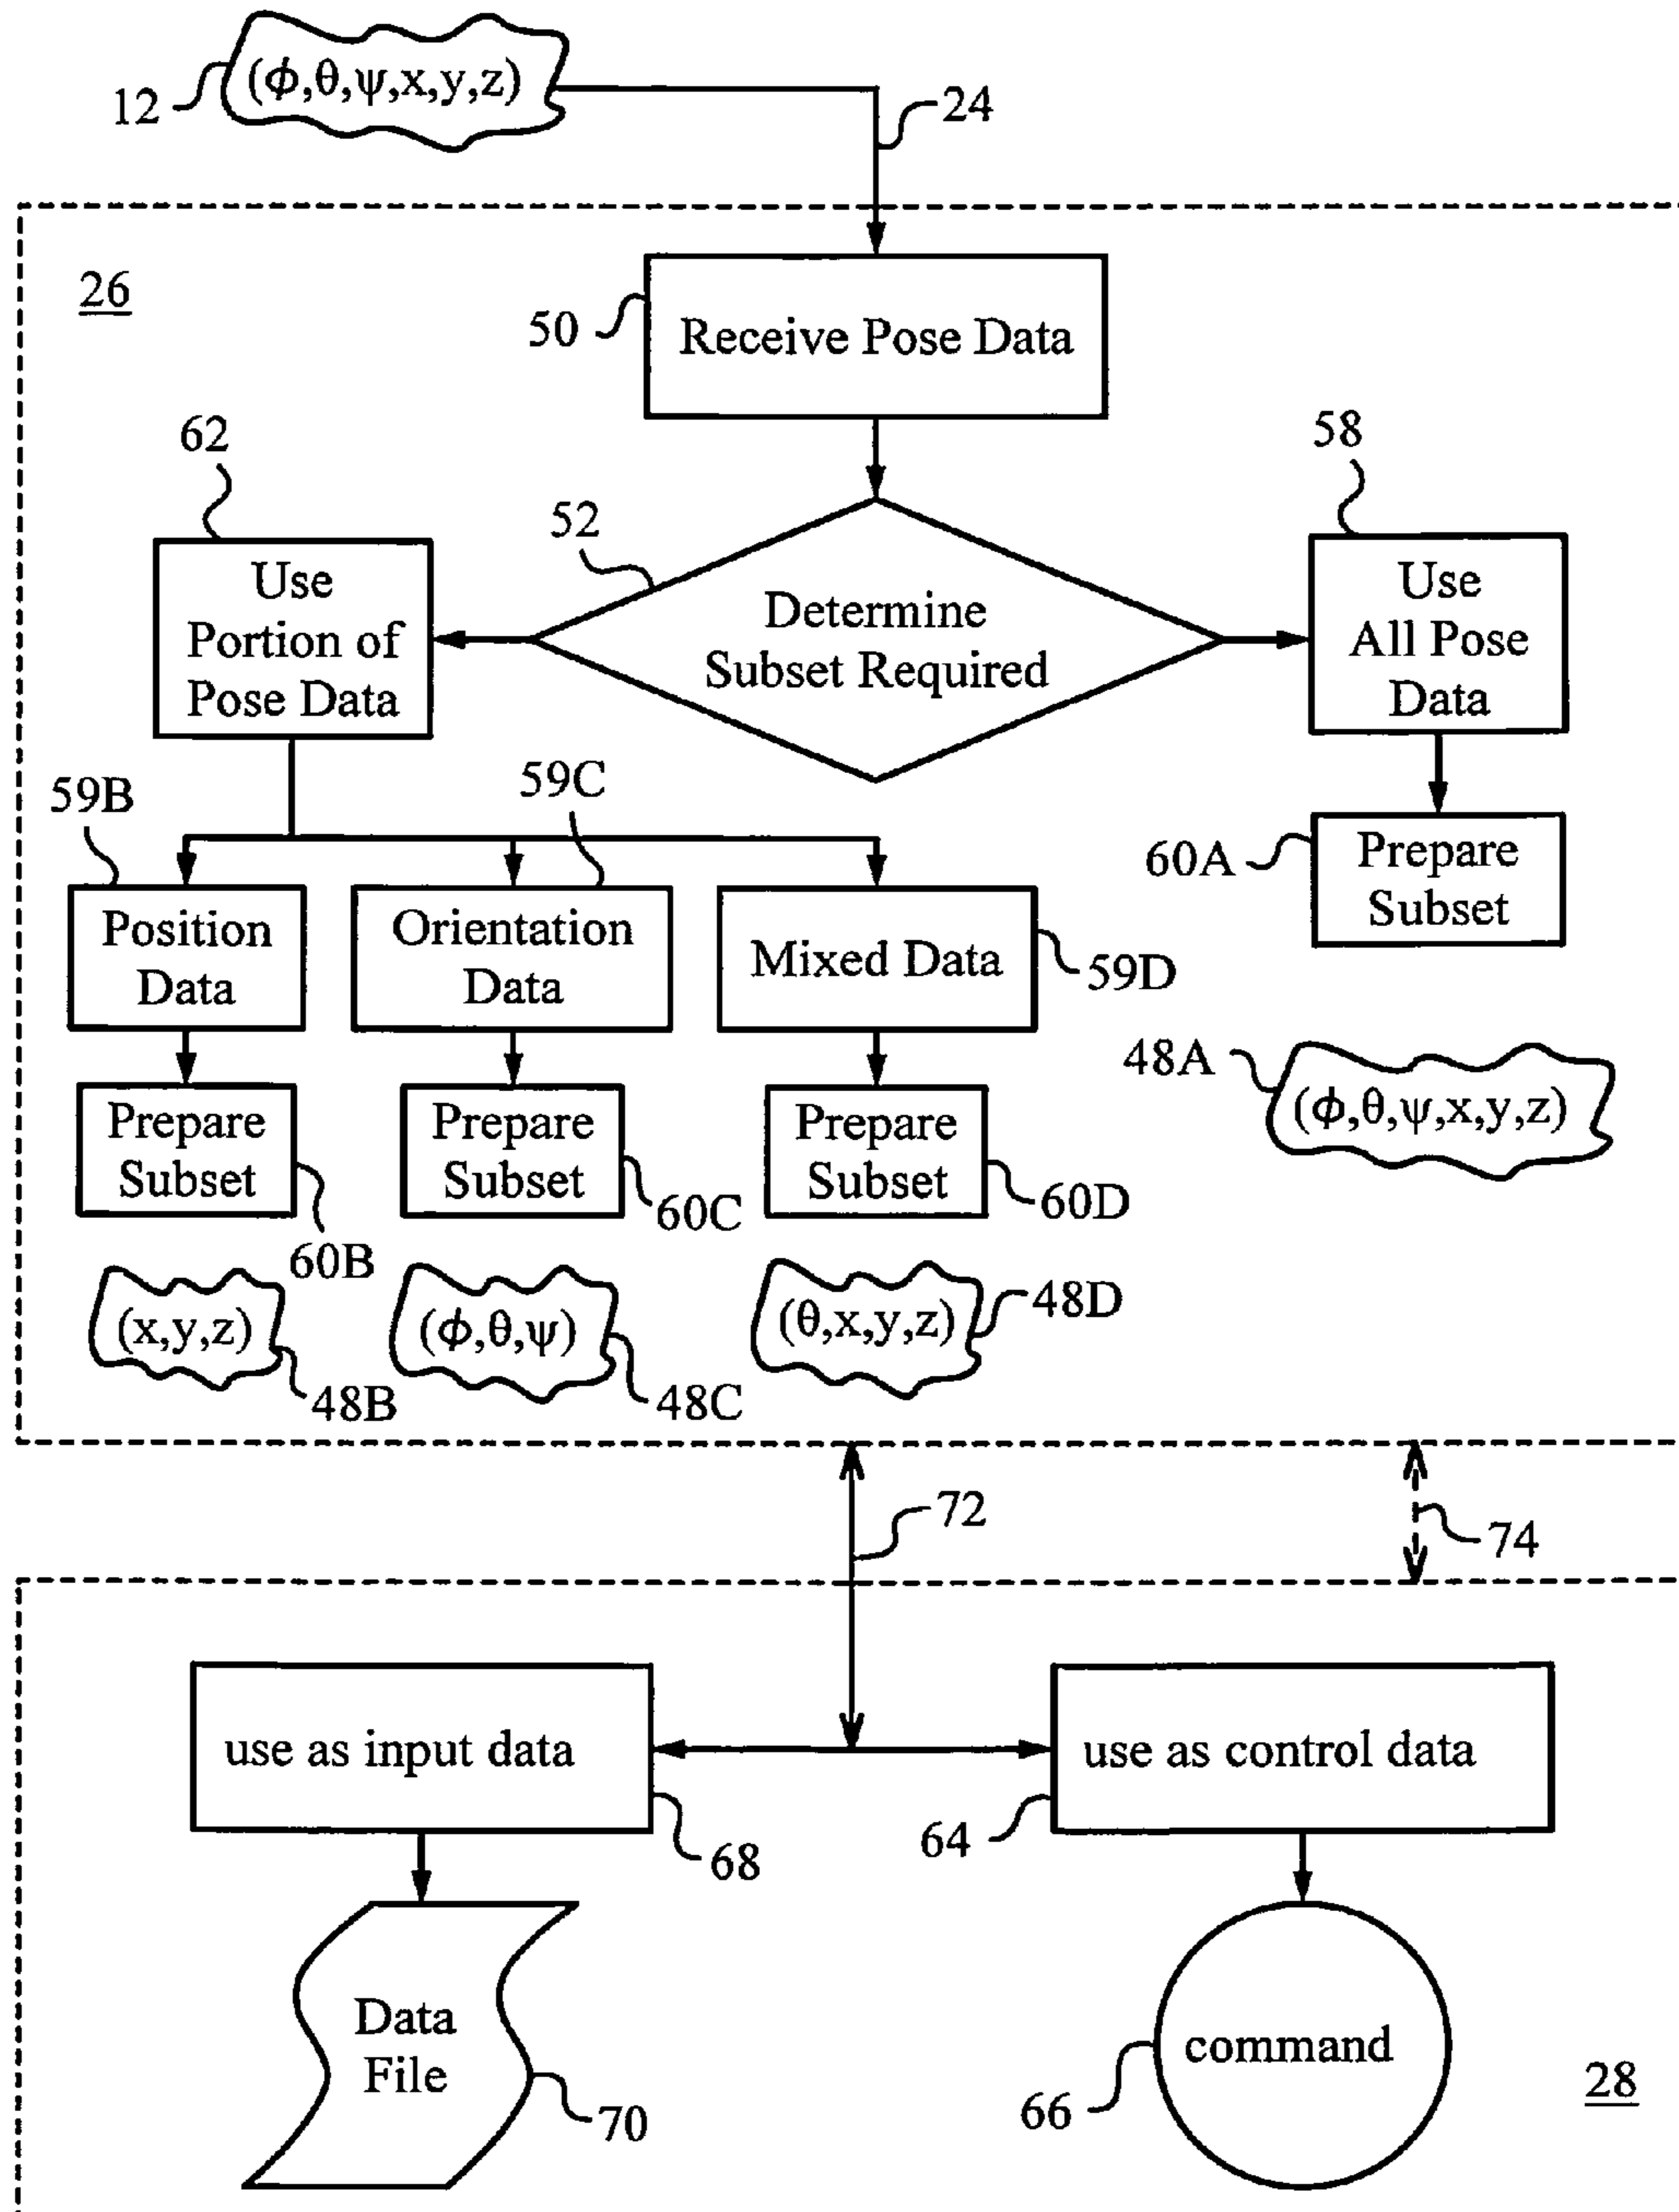 12
(ϕ,θ,ψ,x,y,z)
24
26
50
Receive Pose Data
62
58
52
Use
Portion of
Pose Data
Determine
Subset Required
Use
All Pose
Data
59B
59C
60A
Prepare
Subset
Position
Data
Orientation
Data
Mixed Data
59D
48A
(ϕ,θ,ψ,x,y,z)
Prepare
Subset
60B
Prepare
Subset
60C
Prepare
Subset
60D
(x,y,z)
48B
(ϕ,θ,ψ)
48C
(θ,x,y,z)
48D
72
74
use as input data
68
use as control data
64
Data
File
70
command
66
28